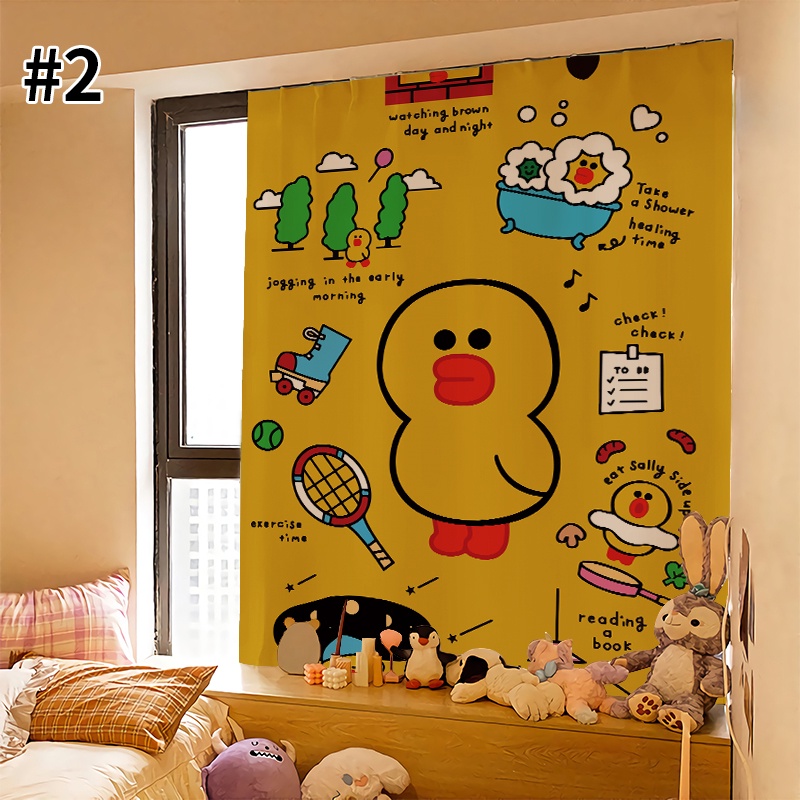 #2
watching brown
day and night
Take
a Shower
healing
time
jogging in the early
morning
check!
check!
TO DO
eat Sally Side up
exercise
time
reading
a
book